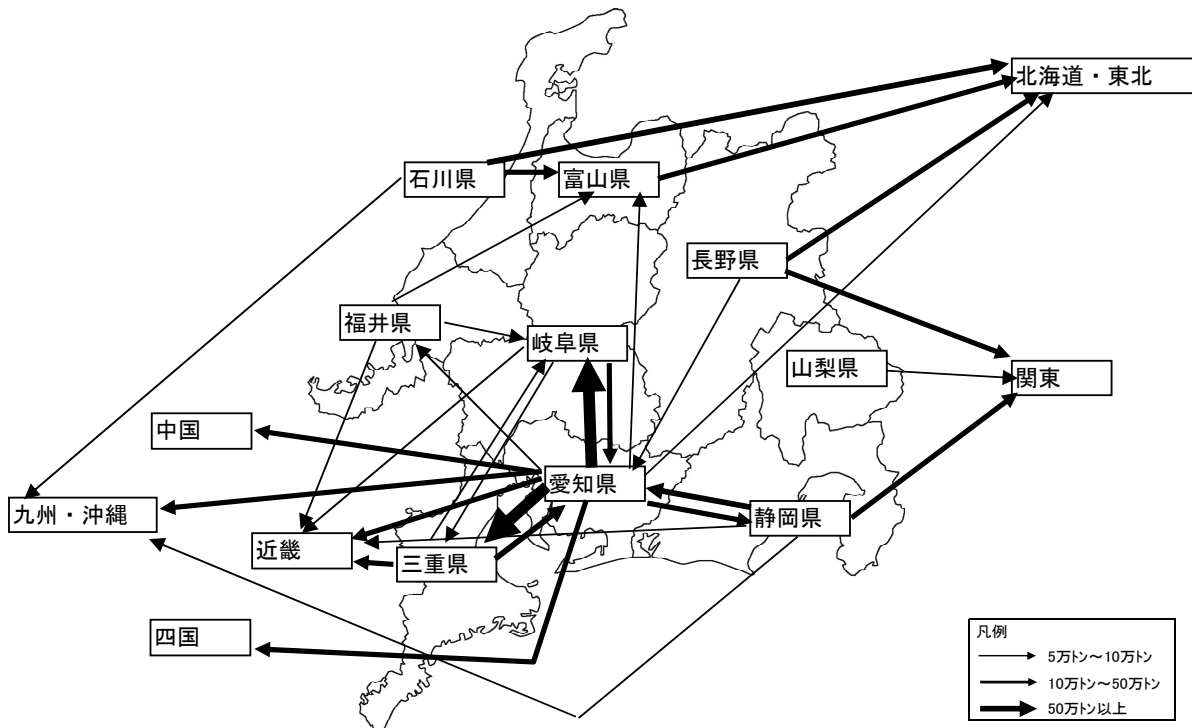 北海道・東北
石川県
富山県
長野県
福井県
岐阜県
山梨県
関東
中国
愛知県
九州・沖縄
静岡県
近畿
三重県
四国
凡例
5万トン～10万トン
10万トン～50万トン
50万トン以上